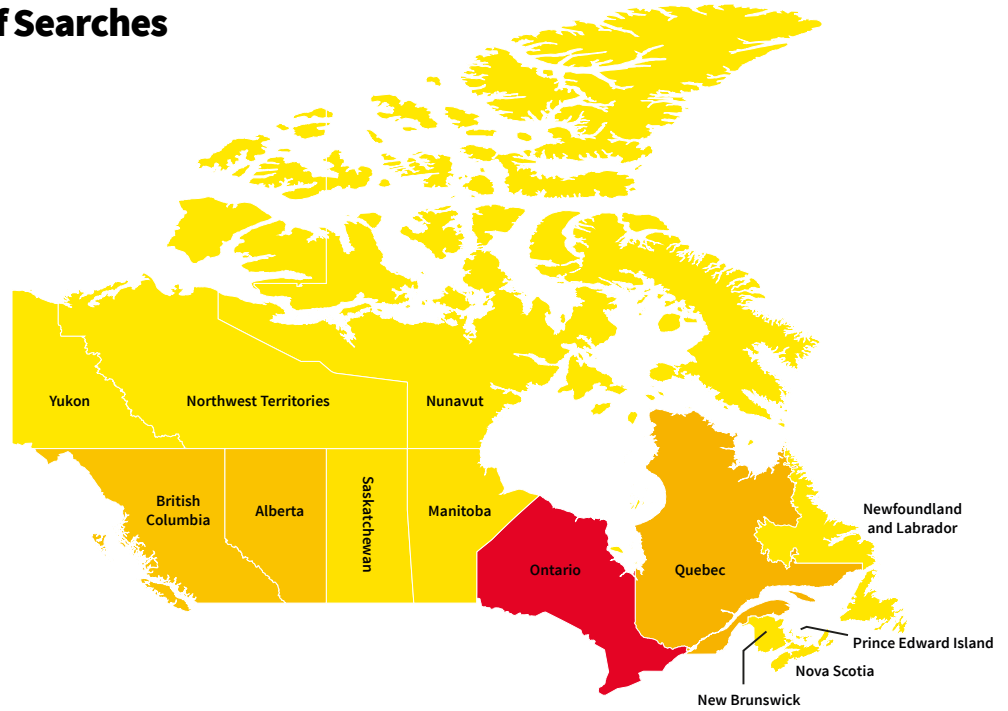 f Searches
Yukon
Northwest Territories
Nunavut
British
Columbia
Alberta
Saskatchewan
Manitoba
Ontario
Quebec
Newfoundland
and Labrador
Prince Edward Island
Nova Scotia
New Brunswick